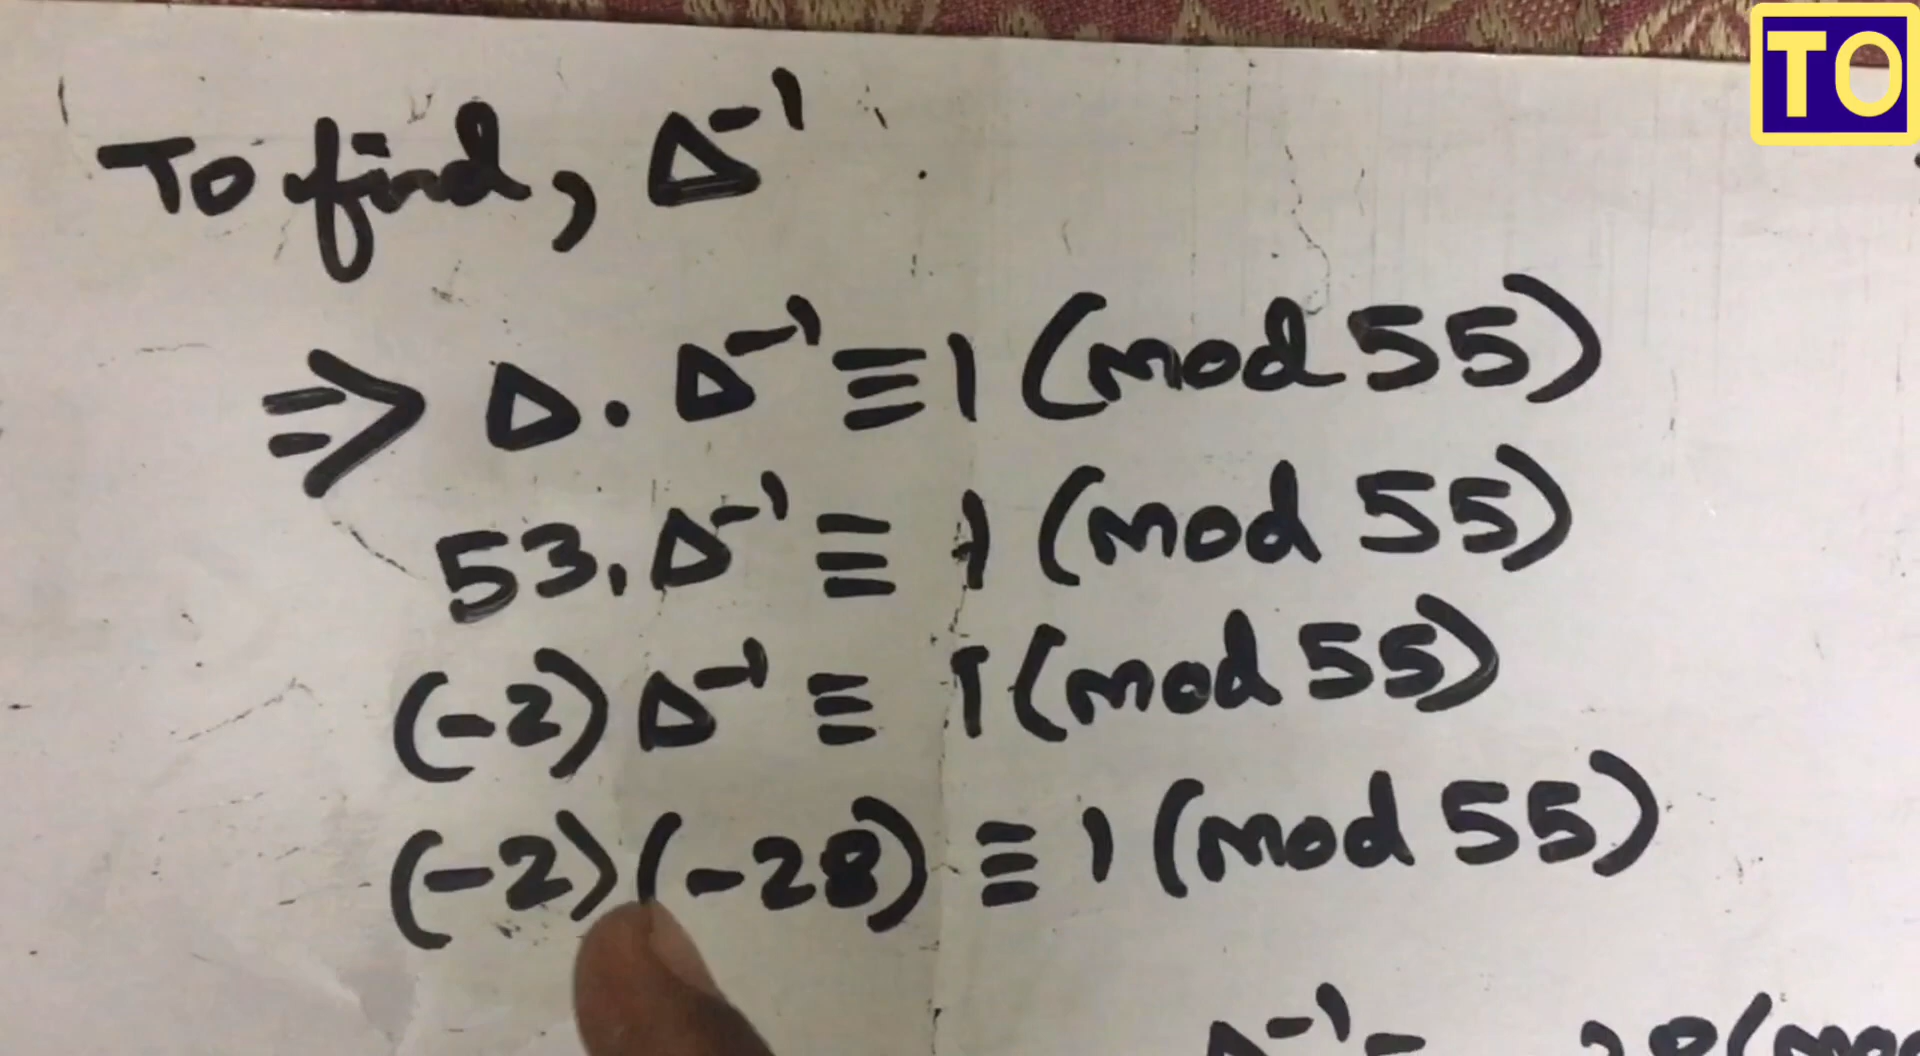 TO
To find, Δ⁻¹
⇒ Δ . Δ⁻¹ ≡ 1 (mod 55)
53. Δ⁻¹ ≡ 1 (mod 55)
(-2) Δ⁻¹ ≡ 1 (mod 55)
(-2) (-28) ≡ 1 (mod 55)